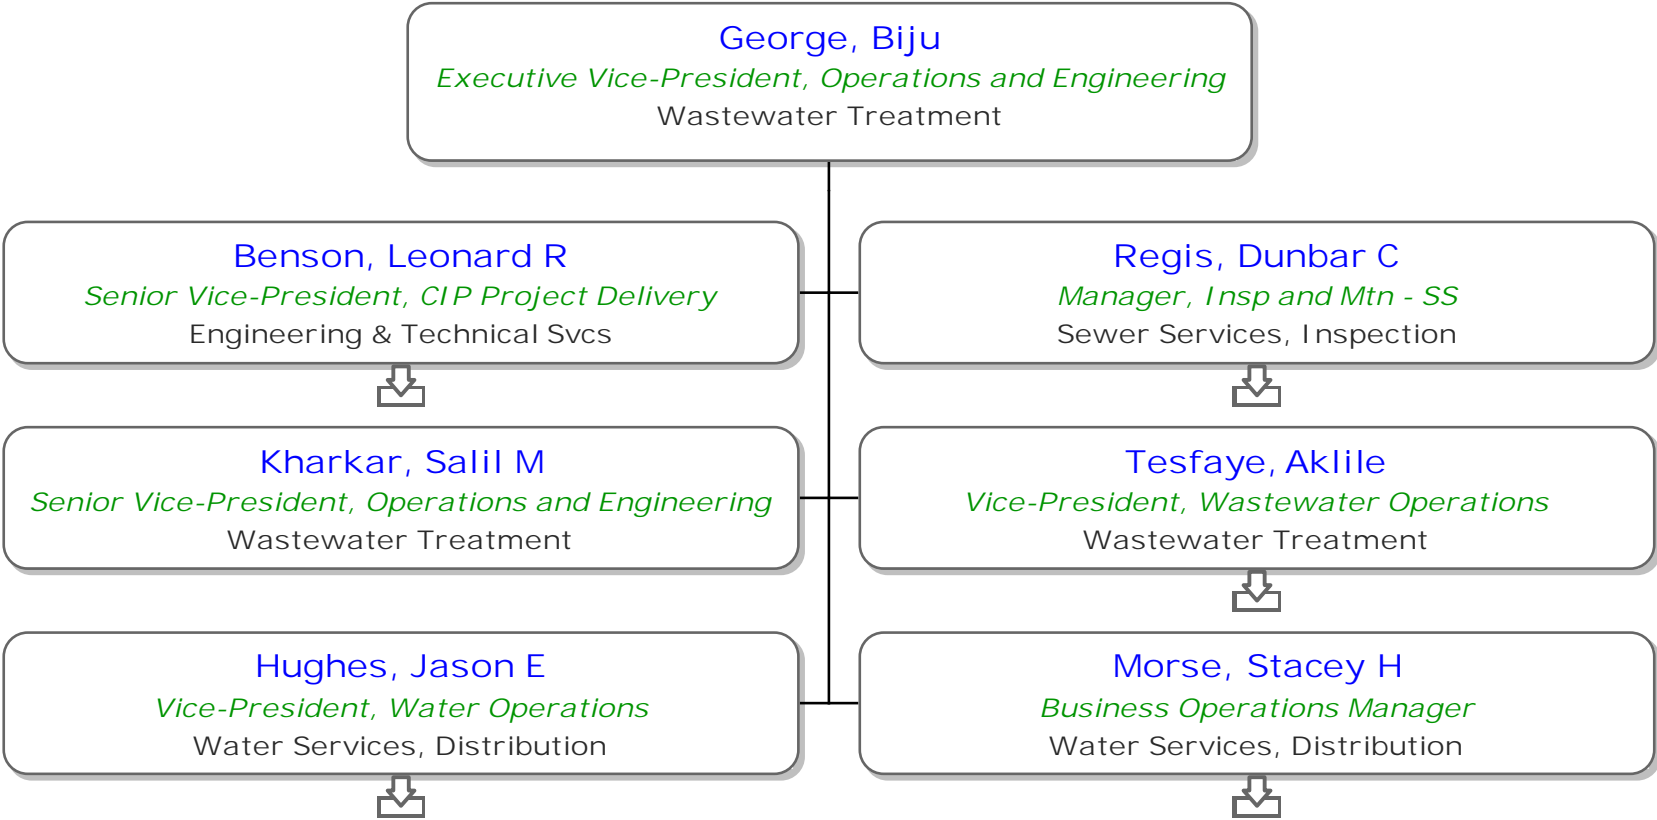 George, Biju
Executive Vice-President, Operations and Engineering
Wastewater Treatment
Benson, Leonard R
Senior Vice-President, CIP Project Delivery
Engineering & Technical Svcs
Regis, Dunbar C
Manager, Insp and Mtn - SS
Sewer Services, Inspection
Kharkar, Salil M
Senior Vice-President, Operations and Engineering
Wastewater Treatment
Tesfaye, Aklile
Vice-President, Wastewater Operations
Wastewater Treatment
Hughes, Jason E
Vice-President, Water Operations
Water Services, Distribution
Morse, Stacey H
Business Operations Manager
Water Services, Distribution